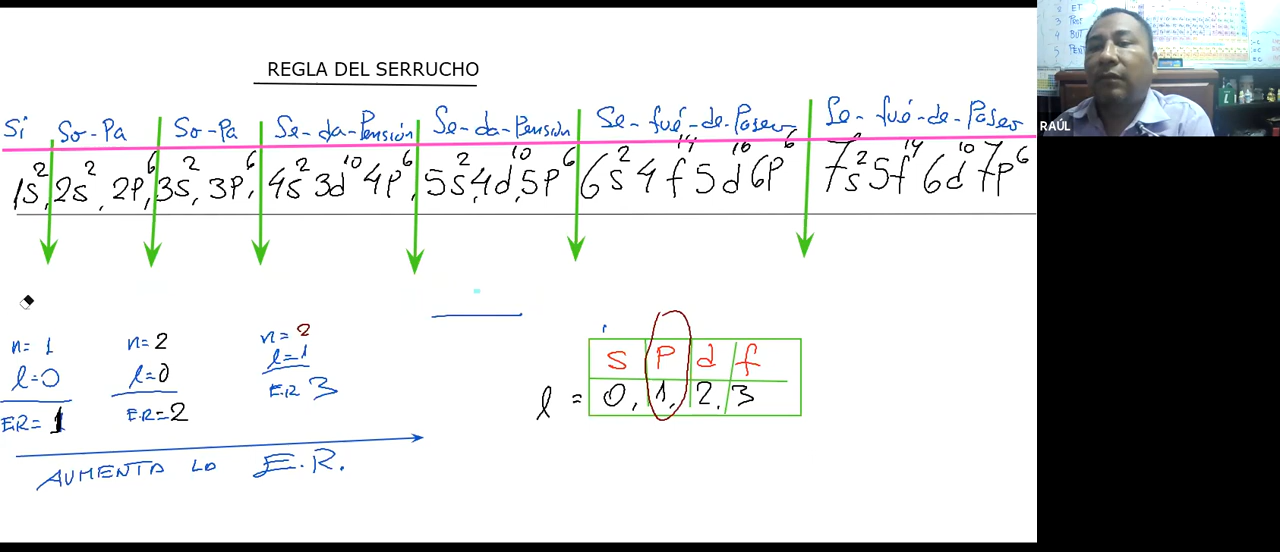 REGLA DEL SERRUCHO
Si So-Pa So-Pa Se-da-Pensión Se-da-Pensión Se-fué-de-Paseo, Se-fué-de-Paseo
1s², 2s², 2p⁶, 3s², 3p⁶, 4s² 3d¹⁰ 4p⁶, 5s², 4d¹⁰, 5p⁶ 6s² 4f¹⁴ 5d¹⁰ 6p⁶ 7s² 5f¹⁴ 6d¹⁰ 7p⁶
n=1 n=2 n=2
l=0 l=0 l=1
ER=1 E.R=2 E.R 3
AUMENTA LA E.R.
s p d f
l = 0, 1, 2, 3
RAÚL